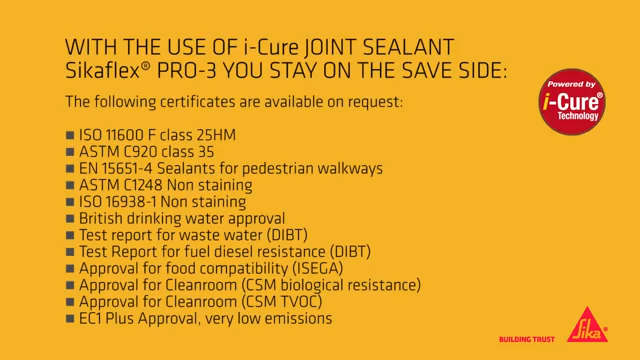 WITH THE USE OF i-Cure JOINT SEALANT
Sikaflex® PRO-3 YOU STAY ON THE SAVE SIDE:
The following certificates are available on request:
Powered by
i-Cure®
Technology
■ ISO 11600 F class 25HM
■ ASTM C920 class 35
■ EN 15651-4 Sealants for pedestrian walkways
■ ASTM C1248 Non staining
■ ISO 16938-1 Non staining
■ British drinking water approval
■ Test report for waste water (DIBT)
■ Test Report for fuel diesel resistance (DIBT)
■ Approval for food compatibility (ISEGA)
■ Approval for Cleanroom (CSM biological resistance)
■ Approval for Cleanroom (CSM TVOC)
■ EC1 Plus Approval, very low emissions
BUILDING TRUST
Sika®